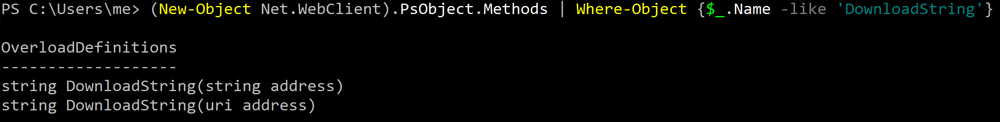 PS C:\Users\me> (New-Object Net.WebClient).PsObject.Methods | Where-Object {$_.Name -like 'DownloadString'}
OverloadDefinitions
-------------------
string DownloadString(string address)
string DownloadString(uri address)